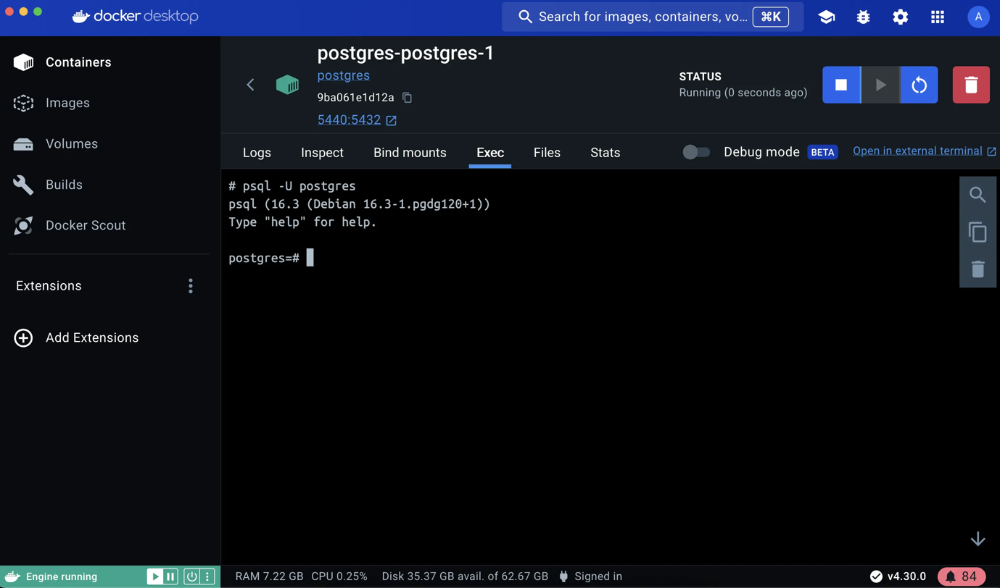 docker desktop
Search for images, containers, vo... ⌘K
A
Containers
Images
Volumes
Builds
Docker Scout
Extensions
Add Extensions
postgres-postgres-1
postgres
9ba061e1d12a
5440:5432
STATUS
Running (0 seconds ago)
Logs Inspect Bind mounts Exec Files Stats Debug mode BETA Open in external terminal
# psql -U postgres
psql (16.3 (Debian 16.3-1.pgdg120+1))
Type "help" for help.
postgres=#
Engine running RAM 7.22 GB CPU 0.25% Disk 35.37 GB avail. of 62.67 GB Signed in v4.30.0 84